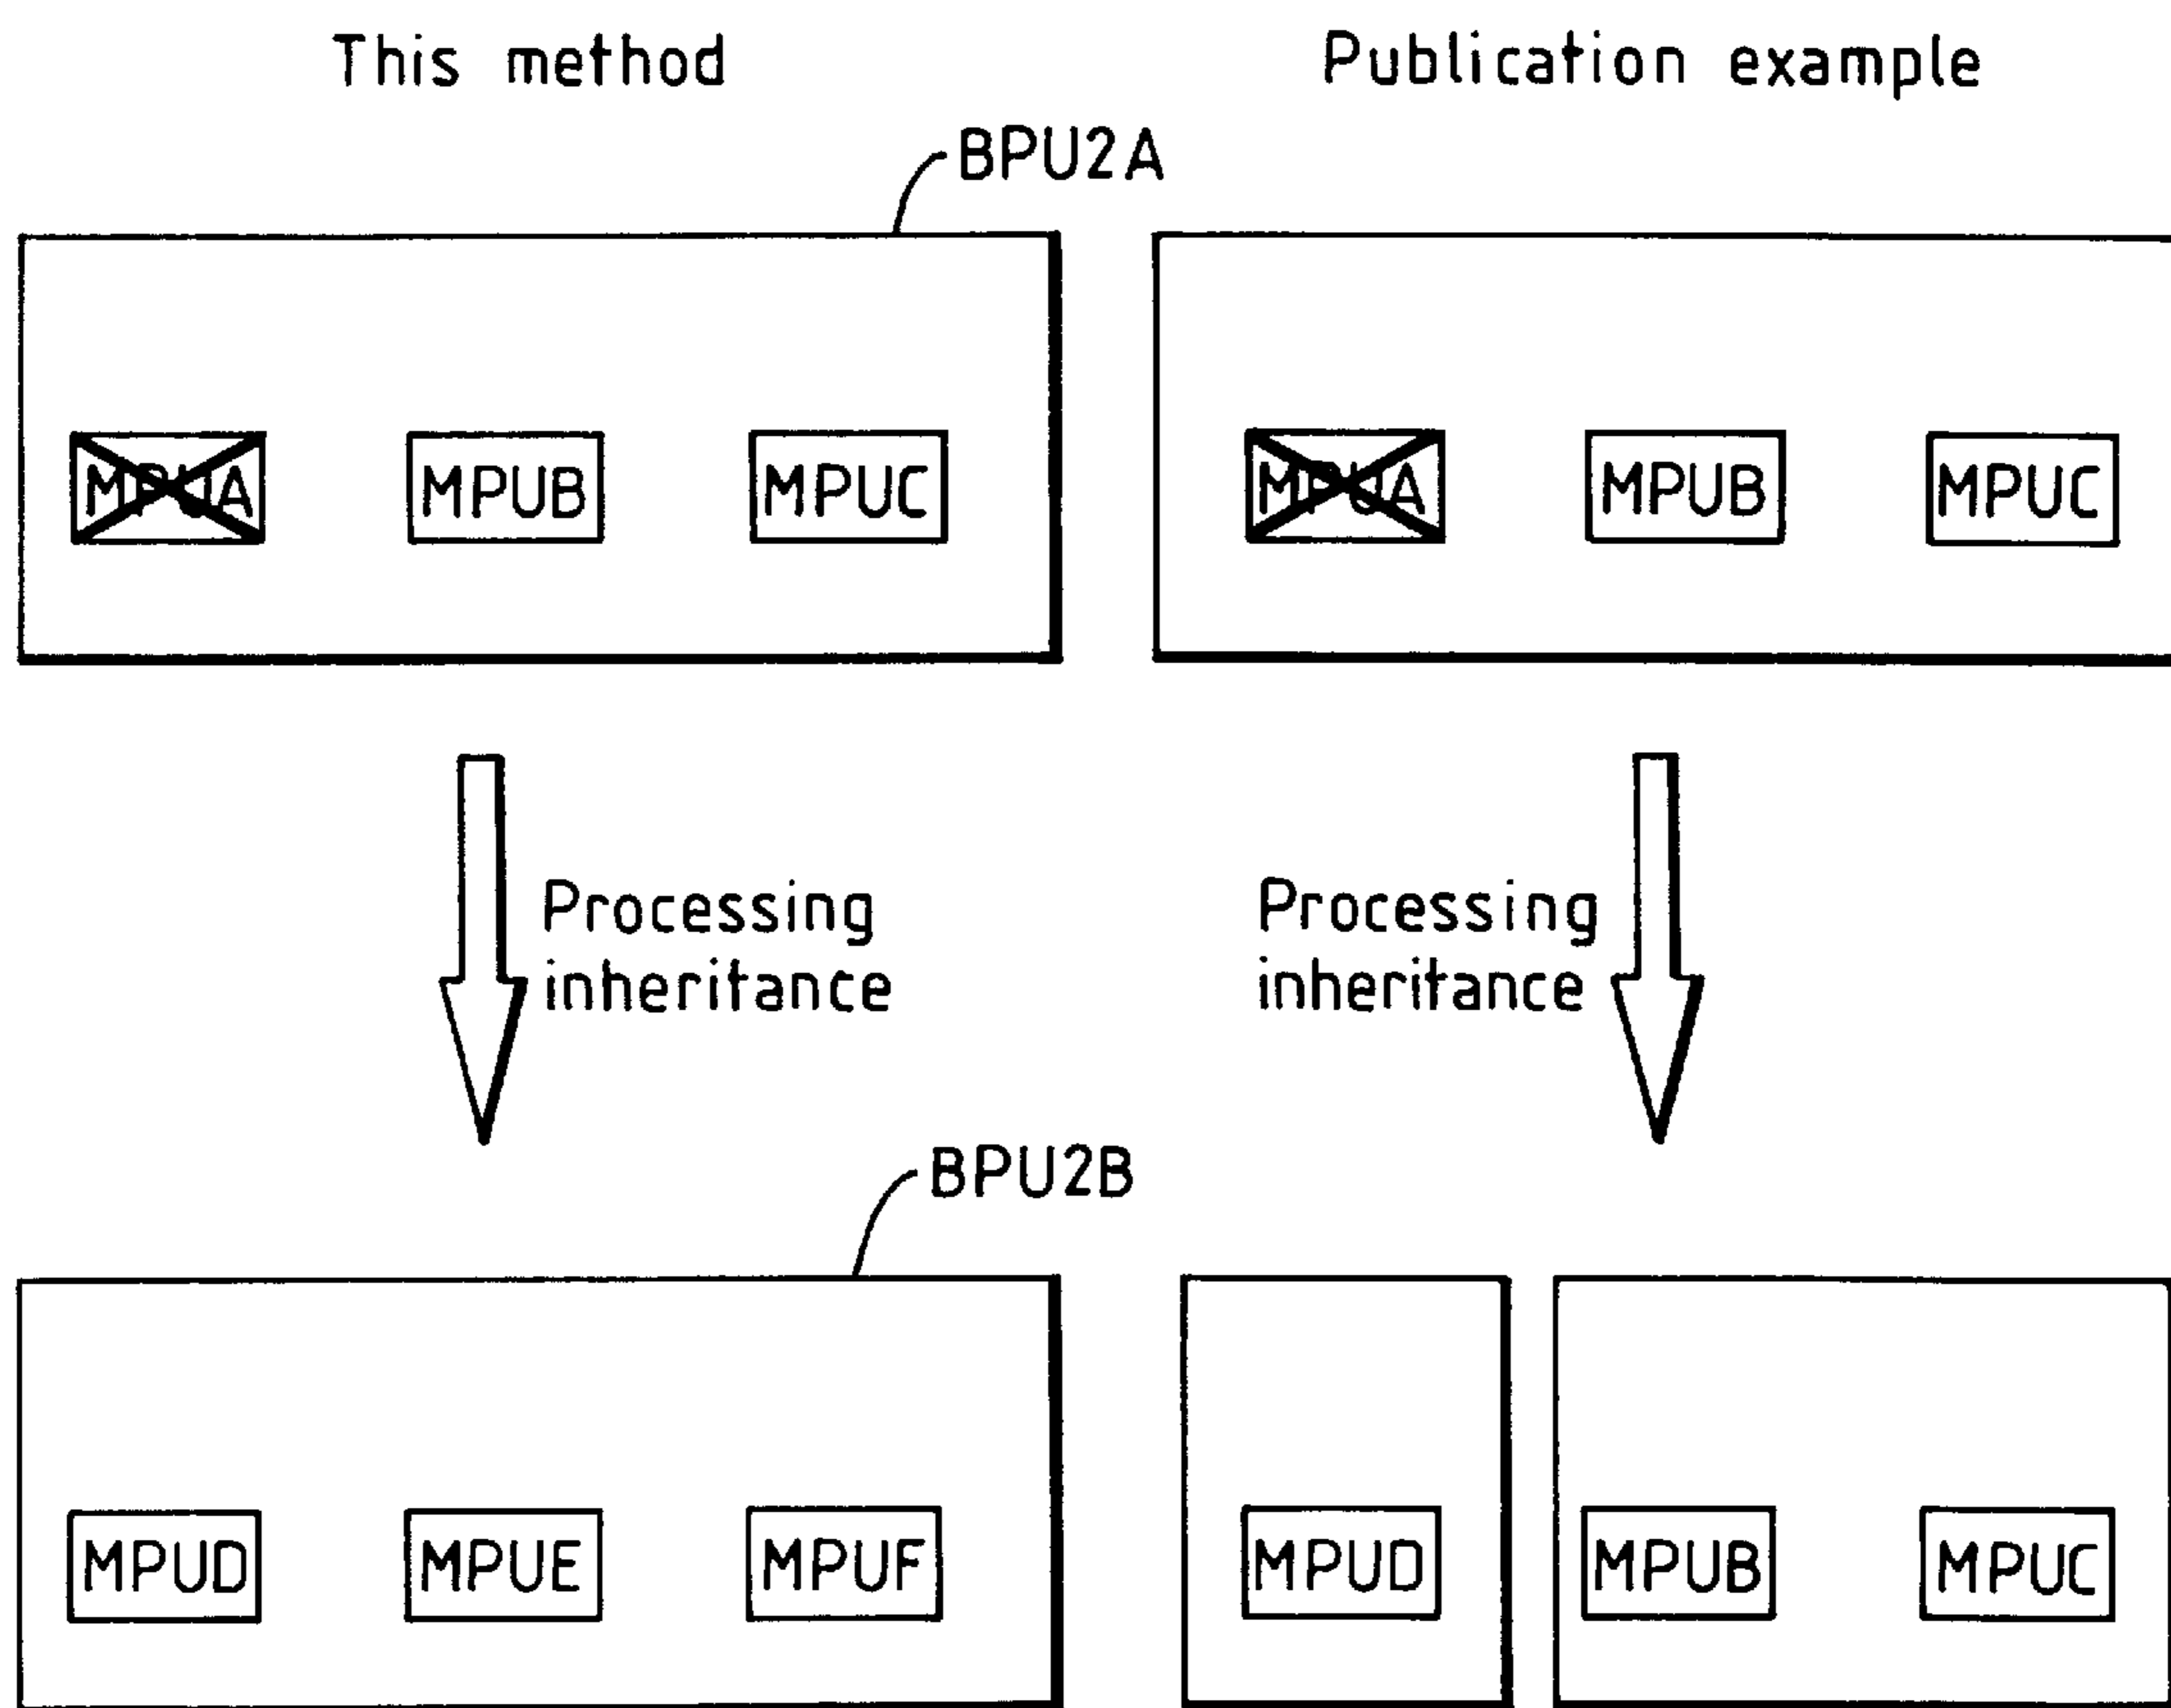 This method
Publication example
BPU2A
MPUA
MPUB
MPUC
MPUA
MPUB
MPUC
Processing
inheritance
Processing
inheritance
BPU2B
MPUD
MPUE
MPUF
MPUD
MPUB
MPUC